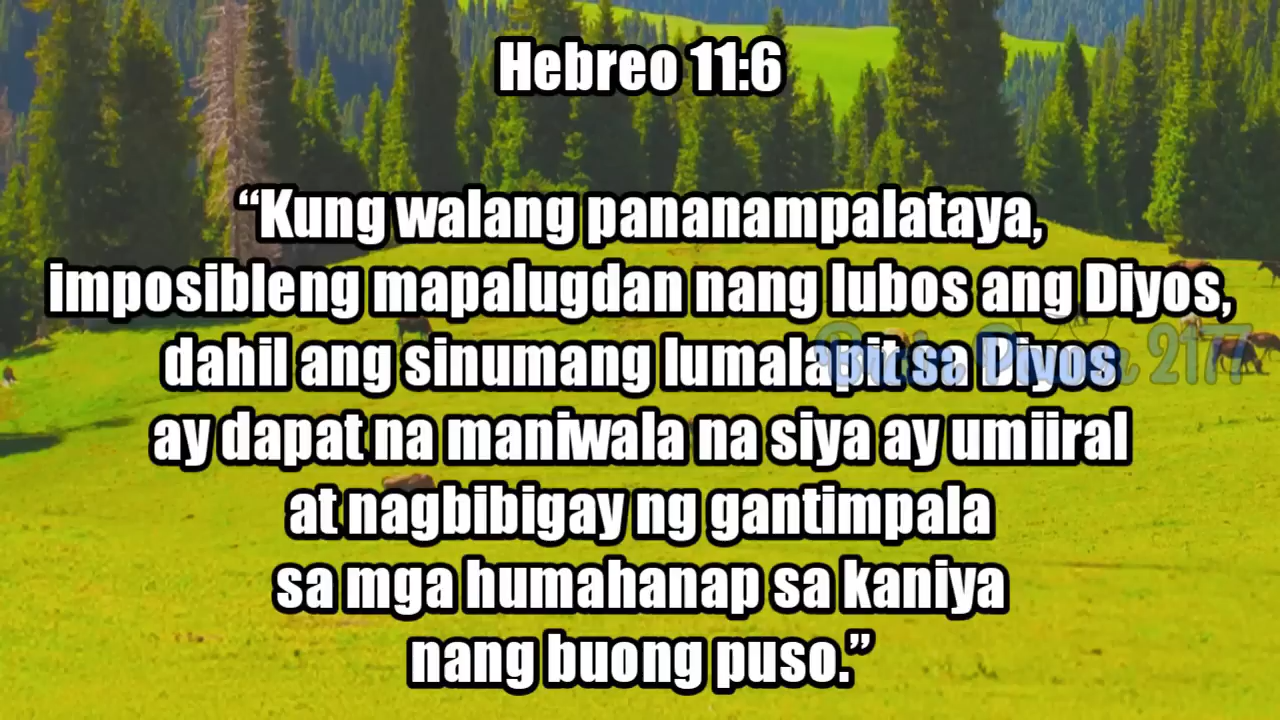 Hebreo 11:6
“Kung walang pananampalataya,
imposibleng mapalugdan nang lubos ang Diyos,
dahil ang sinumang lumalapit sa Diyos
ay dapat na maniwala na siya ay umiiral
at nagbibigay ng gantimpala
sa mga humahanap sa kaniya
nang buong puso.”
2177